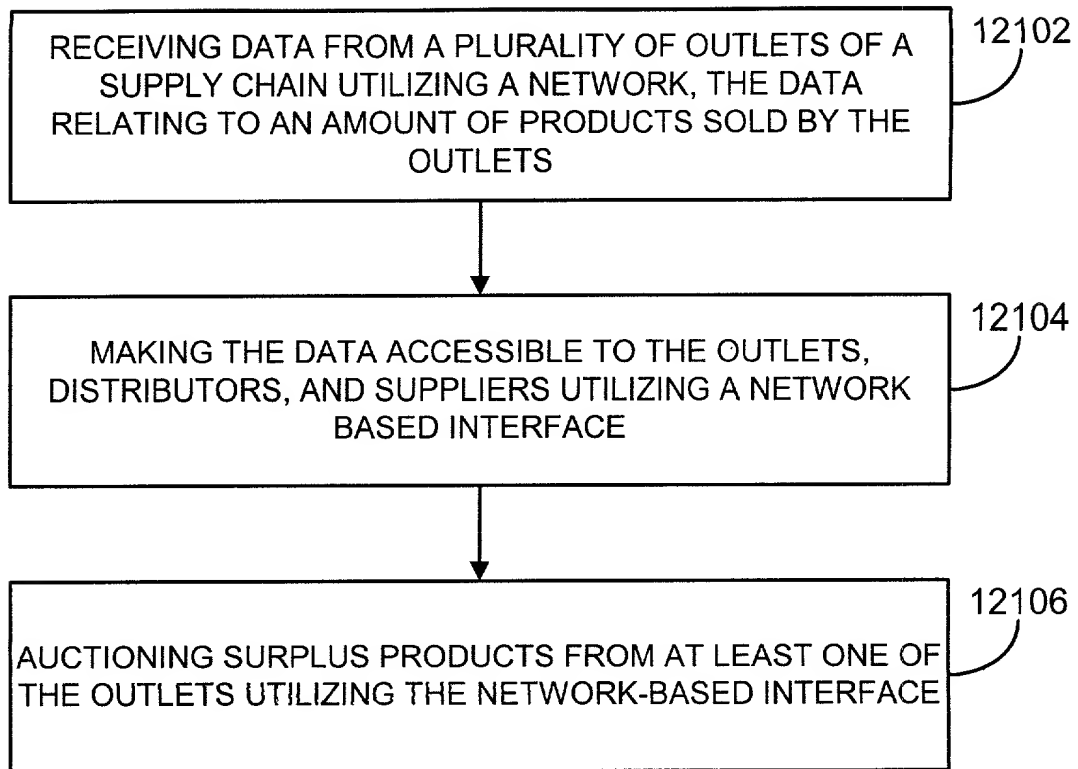 RECEIVING DATA FROM A PLURALITY OF OUTLETS OF A
SUPPLY CHAIN UTILIZING A NETWORK, THE DATA
RELATING TO AN AMOUNT OF PRODUCTS SOLD BY THE
OUTLETS
12102
MAKING THE DATA ACCESSIBLE TO THE OUTLETS,
DISTRIBUTORS, AND SUPPLIERS UTILIZING A NETWORK
BASED INTERFACE
12104
AUCTIONING SURPLUS PRODUCTS FROM AT LEAST ONE OF
THE OUTLETS UTILIZING THE NETWORK-BASED INTERFACE
12106